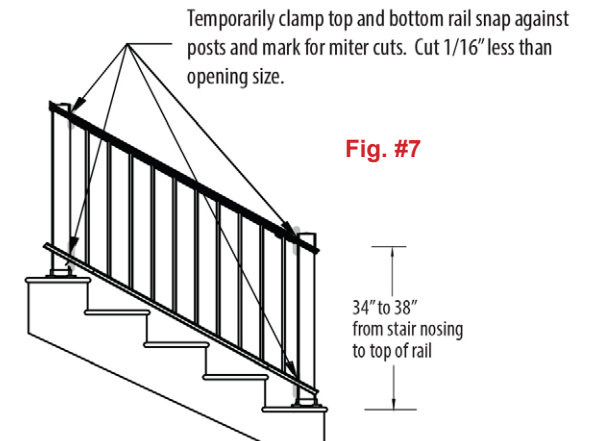 Temporarily clamp top and bottom rail snap against
posts and mark for miter cuts. Cut 1/16” less than
opening size.
Fig. #7
34” to 38”
from stair nosing
to top of rail